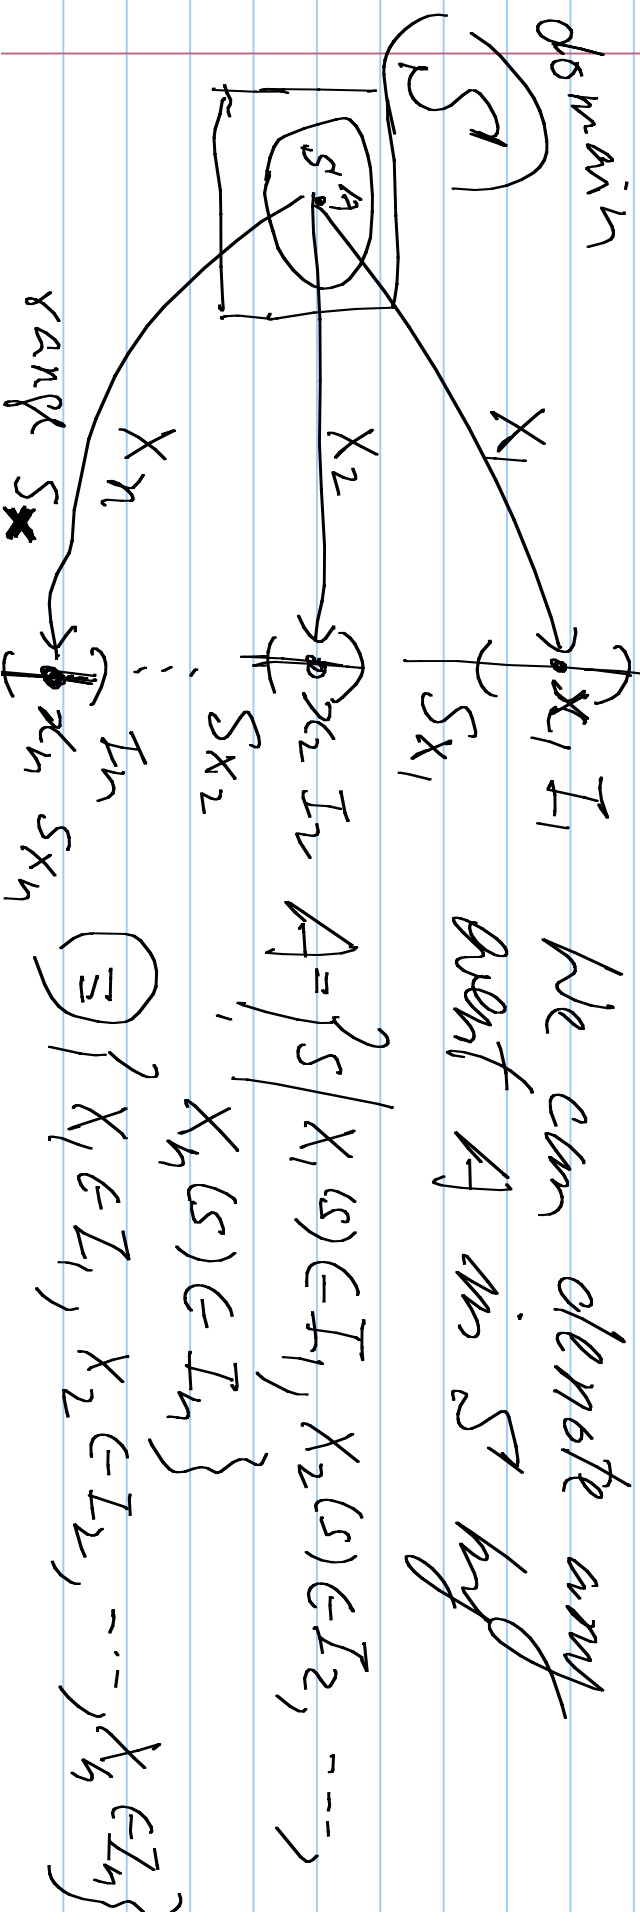 domain
S
A
s
X₁
X₂
Xₙ
range Sx
x₁ I₁
Sx₁
x₂ I₂
Sx₂
Iₙ
xₙ Sxₙ
We can denote any
event A in S by
A = {s | X₁(s) ∈ I₁, X₂(s) ∈ I₂, ---,
Xₙ(s) ∈ Iₙ}
≡ {X₁ ∈ I₁, X₂ ∈ I₂, ---, Xₙ ∈ Iₙ}